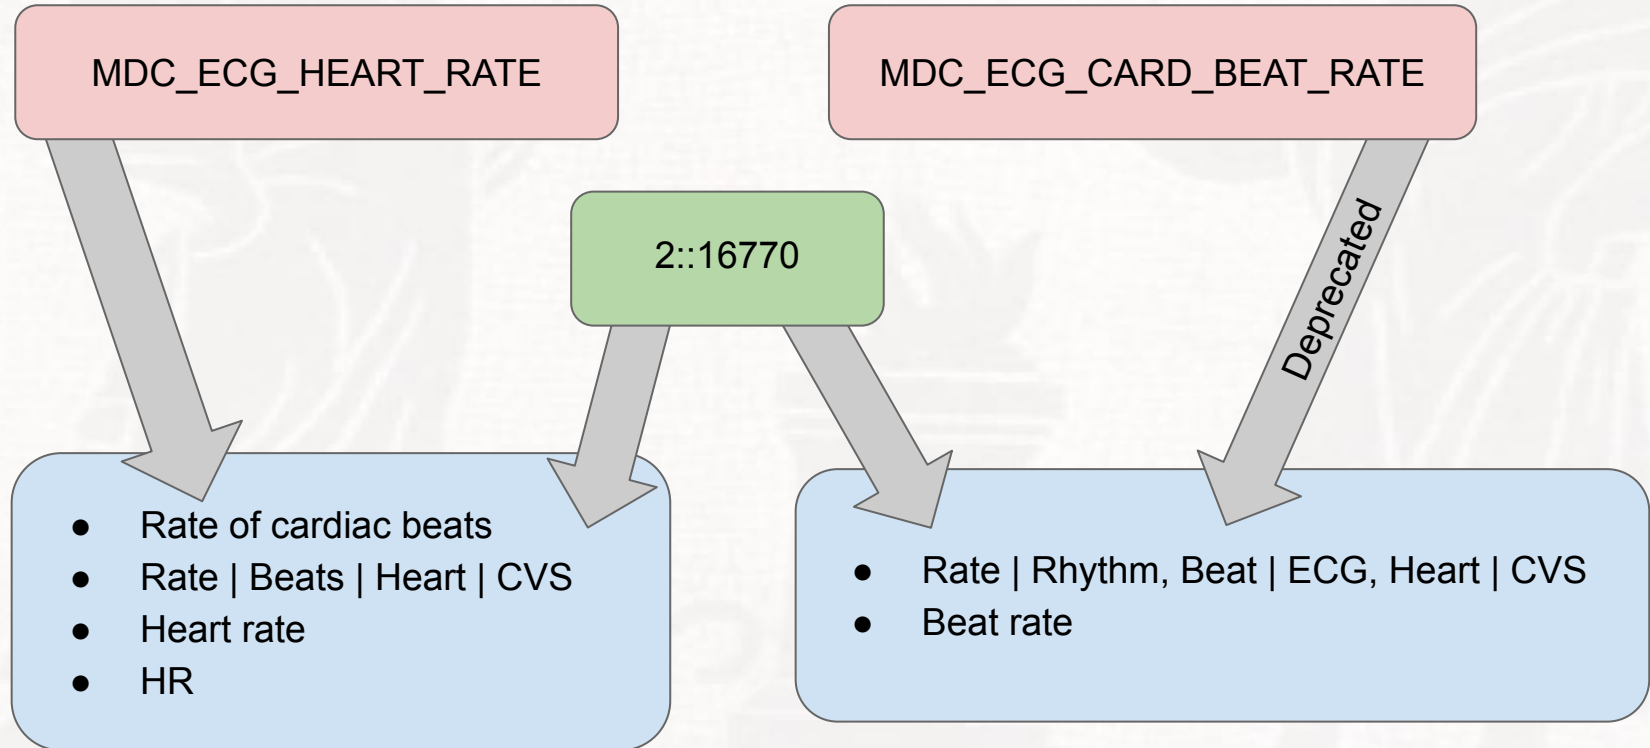 MDC_ECG_HEART_RATE
MDC_ECG_CARD_BEAT_RATE
2::16770
Deprecated
● Rate of cardiac beats
● Rate | Beats | Heart | CVS
● Heart rate
● HR
● Rate | Rhythm, Beat | ECG, Heart | CVS
● Beat rate